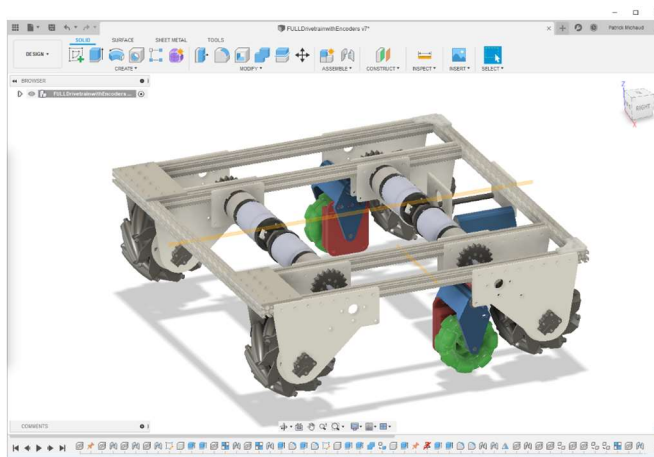 FULLDrivetrainwithEncoders v7*
Patrick Michaud
DESIGN
SOLID SURFACE SHEET METAL TOOLS
CREATE MODIFY ASSEMBLE CONSTRUCT INSPECT INSERT SELECT
BROWSER
FULLDrivetrainwithEncoders ...
Z
RIGHT
X
COMMENTS